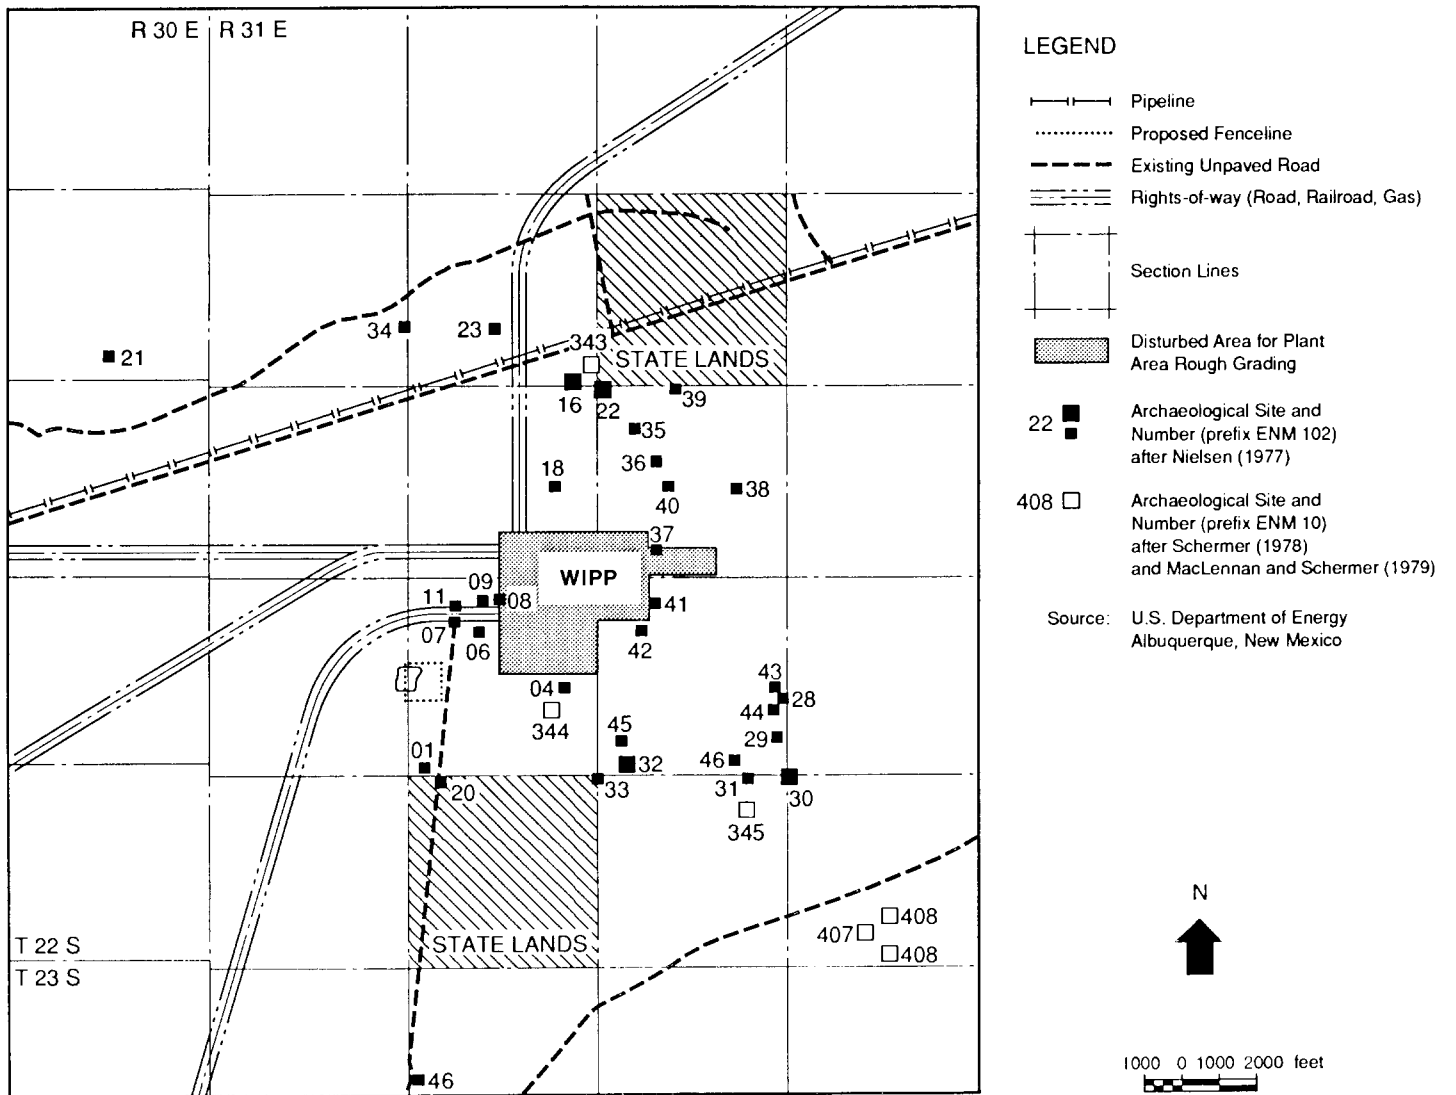 R 30 E R 31 E
34
23
21
343
STATE LANDS
16
22
39
35
36
18
40
38
37
WIPP
09
08
11
07
06
41
42
04
344
43
28
44
29
45
32
46
01
20
33
31
30
345
408
407
408
STATE LANDS
T 22 S
T 23 S
46
LEGEND
Pipeline
Proposed Fenceline
Existing Unpaved Road
Rights-of-way (Road, Railroad, Gas)
Section Lines
Disturbed Area for Plant
Area Rough Grading
22
Archaeological Site and
Number (prefix ENM 102)
after Nielsen (1977)
408
Archaeological Site and
Number (prefix ENM 10)
after Schermer (1978)
and MacLennan and Schermer (1979)
Source: U.S. Department of Energy
Albuquerque, New Mexico
N
1000 0 1000 2000 feet